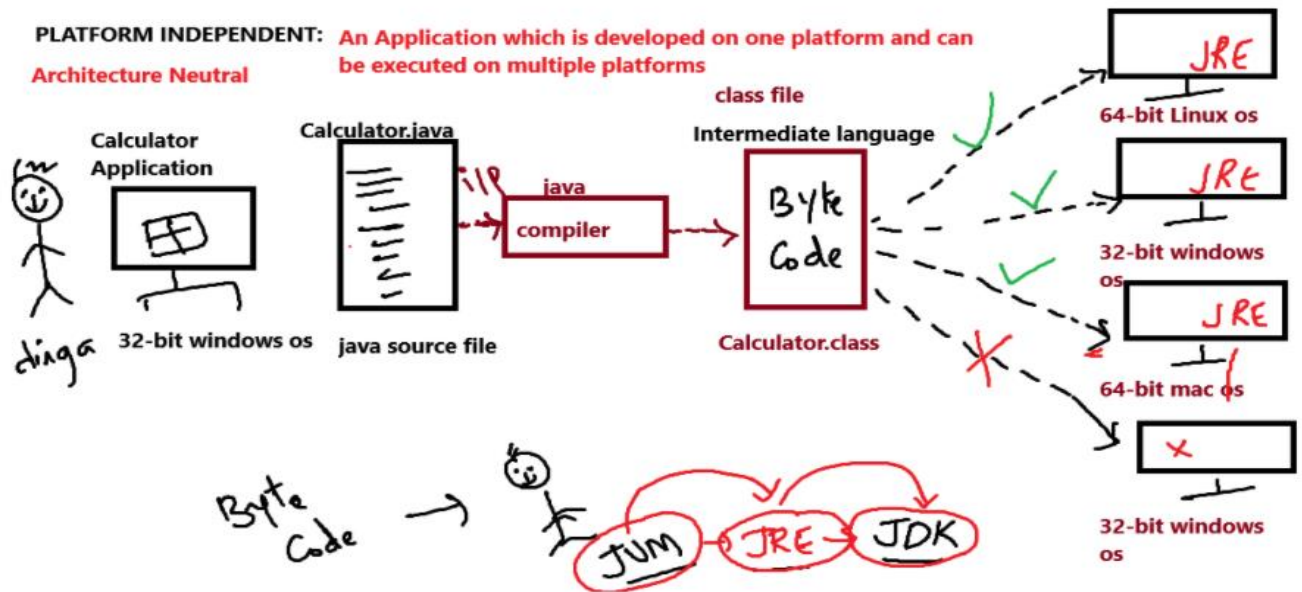 PLATFORM INDEPENDENT:
An Application which is developed on one platform and can
be executed on multiple platforms
Architecture Neutral
Calculator
Application
32-bit windows os
dinga
Calculator.java
java source file
java
compiler
class file
Intermediate language
Byte
Code
Calculator.class
JRE
64-bit Linux os
JRE
32-bit windows
os
JRE
64-bit mac os
x
32-bit windows
os
Byte
Code
JVM
JRE
JDK